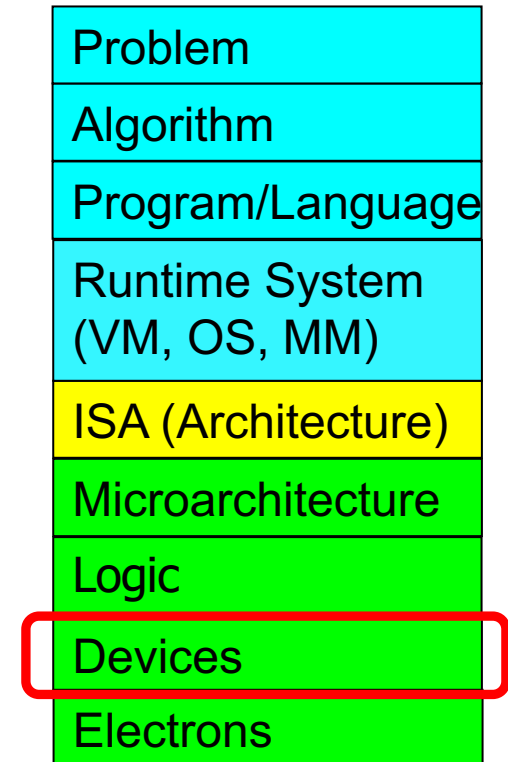 Problem
Algorithm
Program/Language
Runtime System
(VM, OS, MM)
ISA (Architecture)
Microarchitecture
Logic
Devices
Electrons